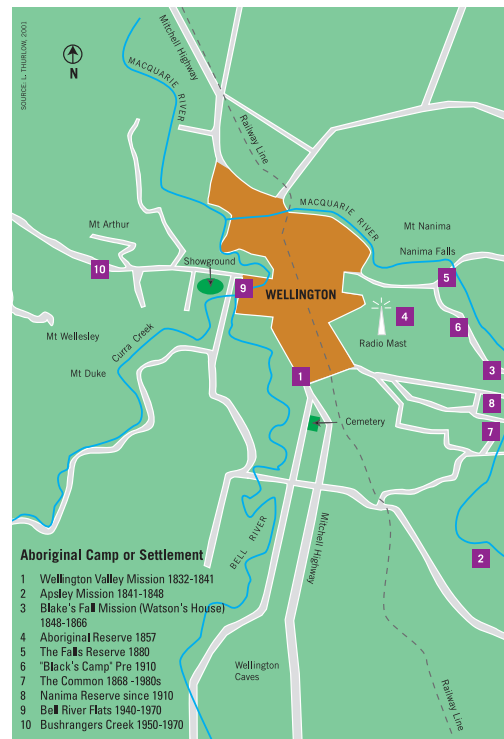 SOURCE: L. THURLOW, 2001
N
Mitchell Highway
MACQUARIE RIVER
Railway Line
MACQUARIE RIVER
Mt Arthur
Mt Nanima
Nanima Falls
Showground
10
9
5
WELLINGTON
4
6
Radio Mast
Mt Wellesley
Curra Creek
Mt Duke
1
3
8
7
Cemetery
2
BELL RIVER
Mitchell Highway
Wellington
Caves
Railway Line
Aboriginal Camp or Settlement
1 Wellington Valley Mission 1832-1841
2 Apsley Mission 1841-1848
3 Blake's Fall Mission (Watson's House)
1848-1866
4 Aboriginal Reserve 1857
5 The Falls Reserve 1880
6 "Black's Camp" Pre 1910
7 The Common 1868 -1980s
8 Nanima Reserve since 1910
9 Bell River Flats 1940-1970
10 Bushrangers Creek 1950-1970